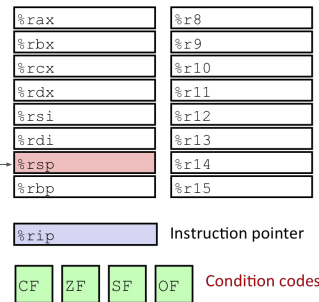 %rax %r8
%rbx %r9
%rcx %r10
%rdx %r11
%rsi %r12
%rdi %r13
%rsp %r14
%rbp %r15
%rip Instruction pointer
CF ZF SF OF Condition codes